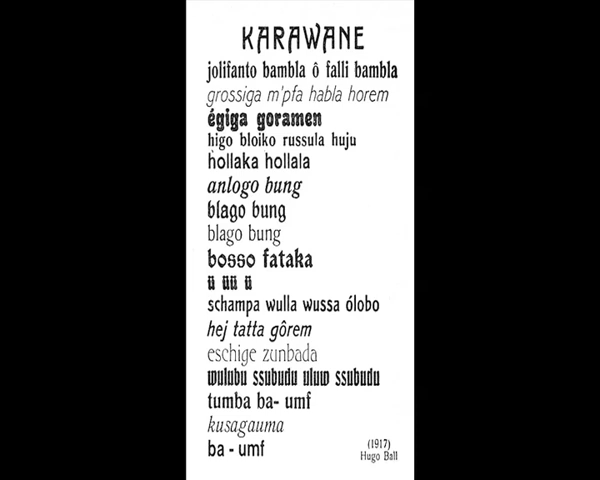 KARAWANE
jolifanto bambla ô falli bambla
grossiga m'pfa habla horem
égiga goramen
higo bloiko russula huju
hollaka hollala
anlogo bung
blago bung
blago bung
bosso fataka
ü üü ü
schampa wulla wussa ólobo
hej tatta gôrem
eschige zunbada
wulubu ssubudu uluw ssubudu
tumba ba- umf
kusagauma
ba - umf
(1917)
Hugo Ball